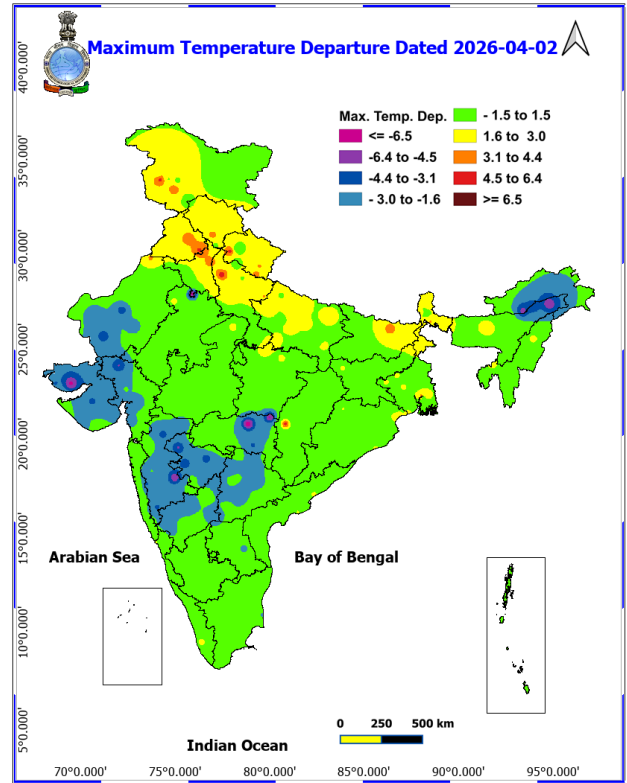 Maximum Temperature Departure Dated 2026-04-02
Max. Temp. Dep.
<= -6.5
-6.4 to -4.5
-4.4 to -3.1
- 3.0 to -1.6
- 1.5 to 1.5
1.6 to 3.0
3.1 to 4.4
4.5 to 6.4
>= 6.5
40°0.000'
35°0.000'
30°0.000'
25°0.000'
20°0.000'
15°0.000'
10°0.000'
5°0.000'
Arabian Sea
Bay of Bengal
Indian Ocean
0 250 500 km
70°0.000' 75°0.000' 80°0.000' 85°0.000' 90°0.000' 95°0.000'